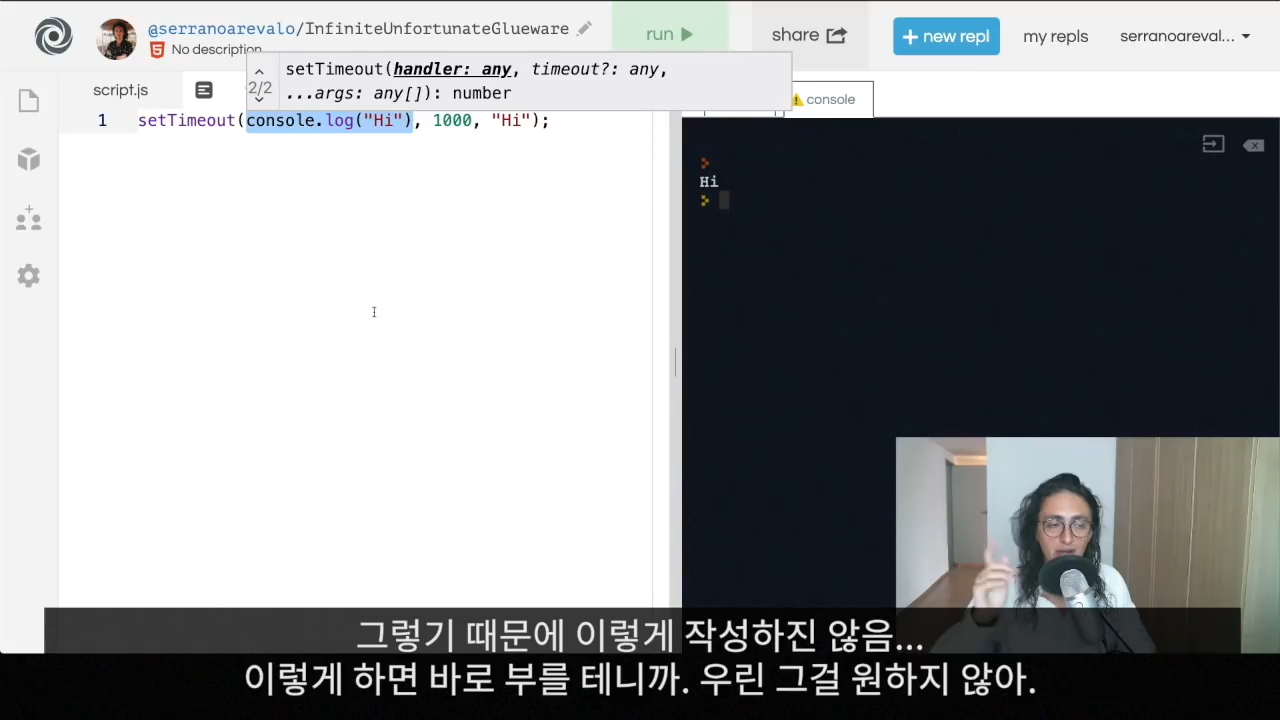 @serranoarevalo/InfiniteUnfortunateGlueware
No description
run
share
+ new repl
my repls
serranoareval...
script.js
2/2
setTimeout(handler: any, timeout?: any,
...args: any[]): number
console
1 setTimeout(console.log("Hi"), 1000, "Hi");
Hi
그렇기 때문에 이렇게 작성하진 않음...
이렇게 하면 바로 부를 테니까. 우린 그걸 원하지 않아.